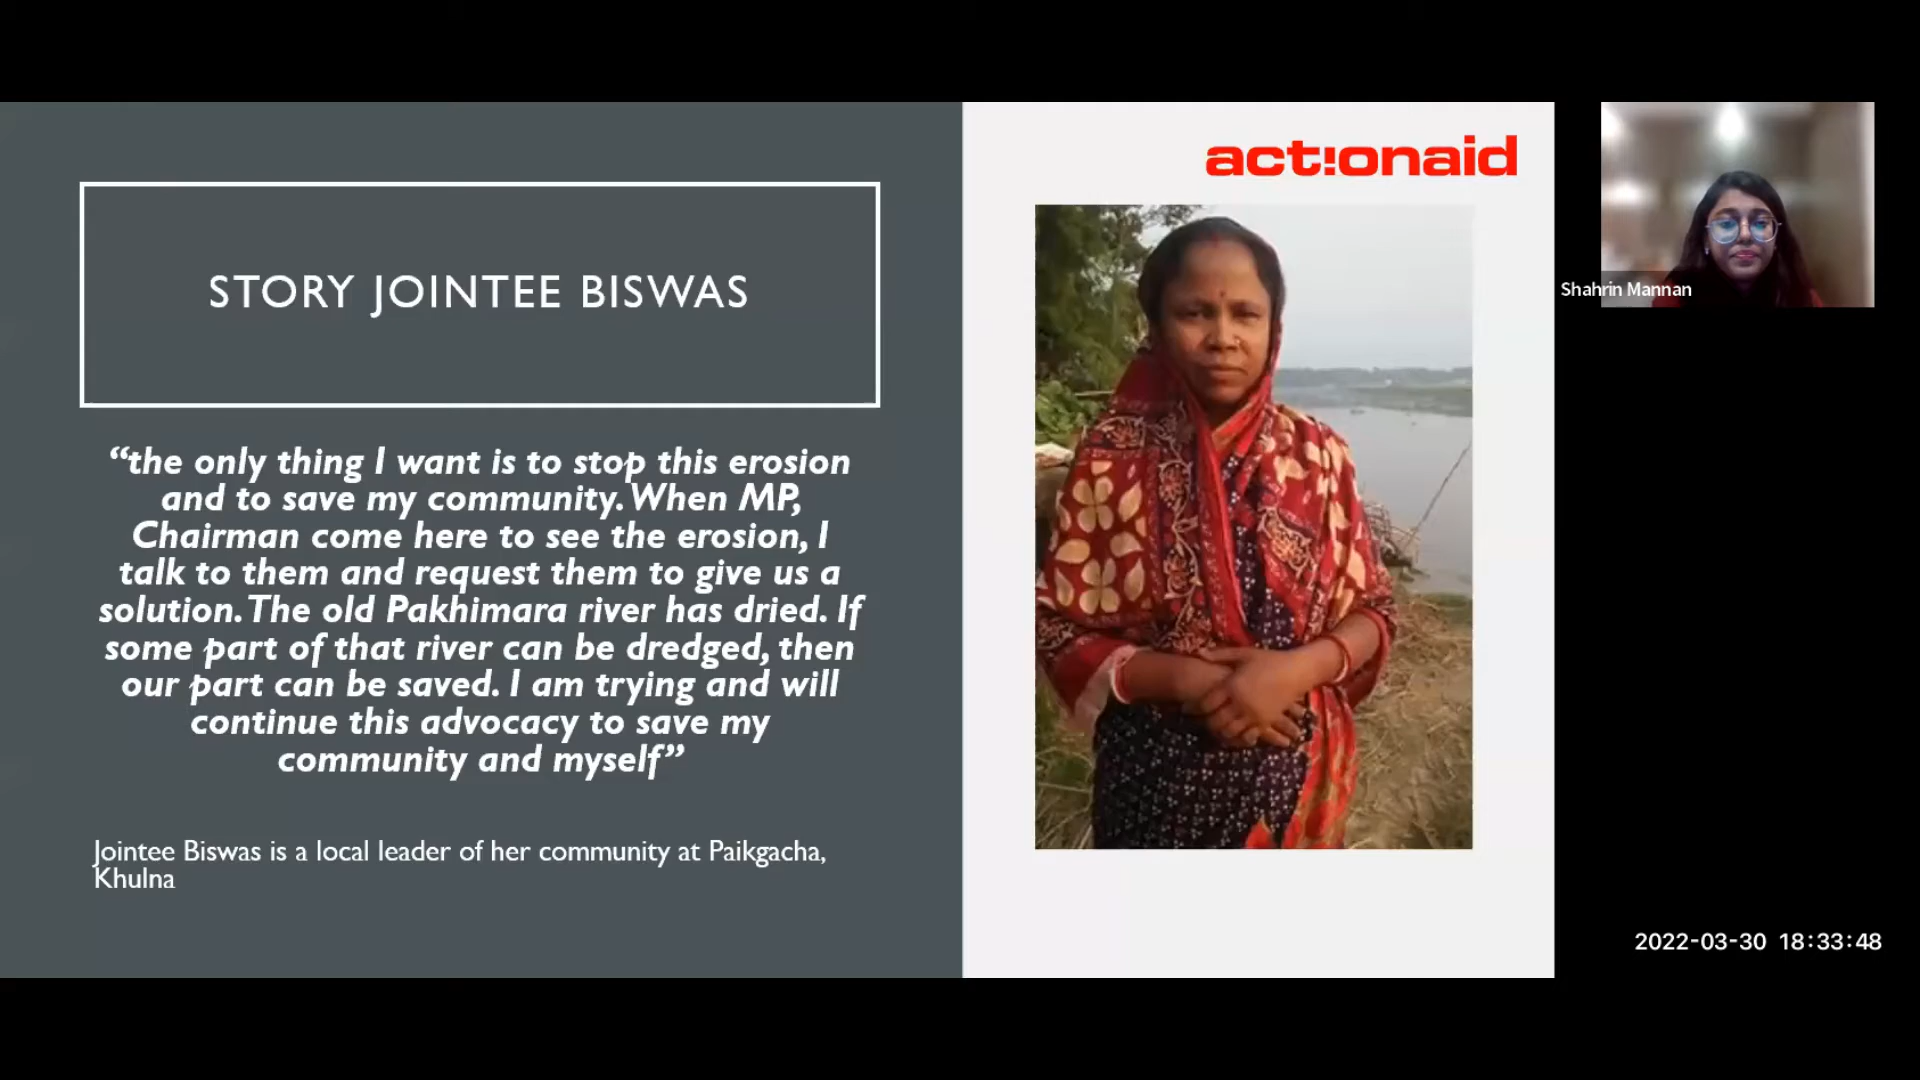 act!onaid
STORY JOINTEE BISWAS
“the only thing I want is to stop this erosion
and to save my community. When MP,
Chairman come here to see the erosion, I
talk to them and request them to give us a
solution. The old Pakhimara river has dried. If
some part of that river can be dredged, then
our part can be saved. I am trying and will
continue this advocacy to save my
community and myself”
Jointee Biswas is a local leader of her community at Paikgacha,
Khulna
Shahrin Mannan
2022-03-30 18:33:48